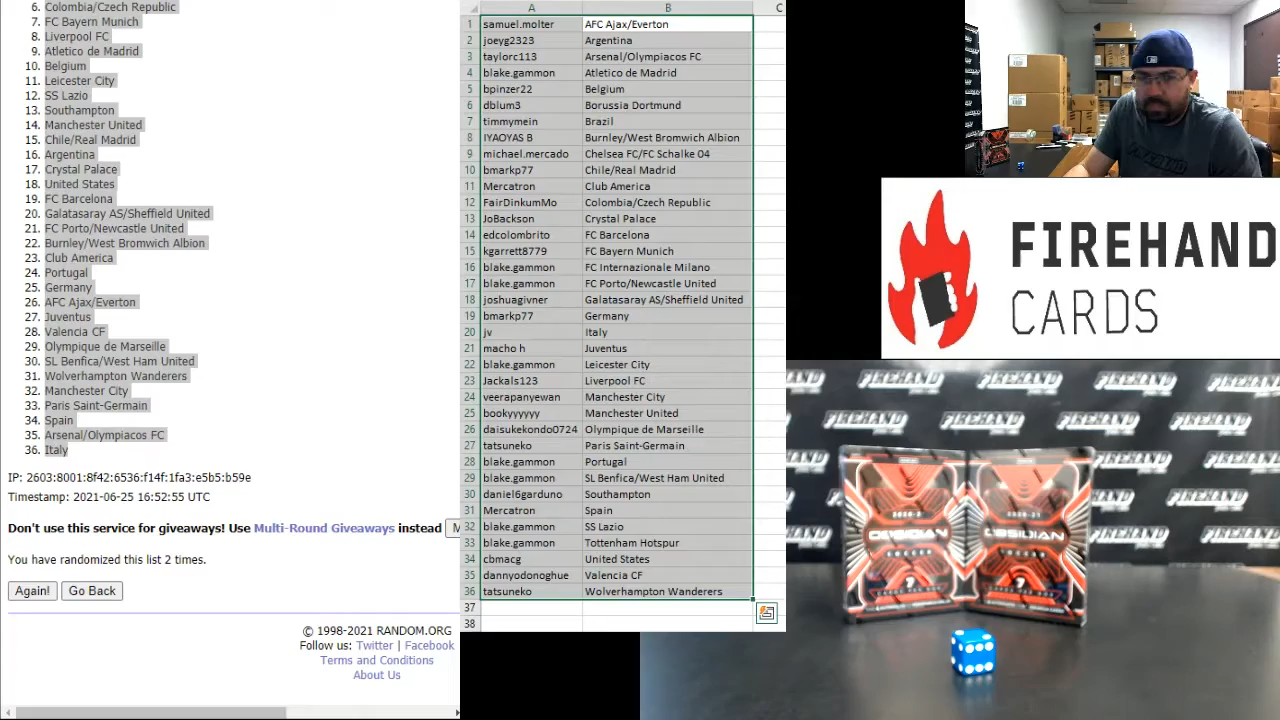 6. Colombia/Czech Republic
7. FC Bayern Munich
8. Liverpool FC
9. Atletico de Madrid
10. Belgium
11. Leicester City
12. SS Lazio
13. Southampton
14. Manchester United
15. Chile/Real Madrid
16. Argentina
17. Crystal Palace
18. United States
19. FC Barcelona
20. Galatasaray AS/Sheffield United
21. FC Porto/Newcastle United
22. Burnley/West Bromwich Albion
23. Club America
24. Portugal
25. Germany
26. AFC Ajax/Everton
27. Juventus
28. Valencia CF
29. Olympique de Marseille
30. SL Benfica/West Ham United
31. Wolverhampton Wanderers
32. Manchester City
33. Paris Saint-Germain
34. Spain
35. Arsenal/Olympiacos FC
36. Italy
IP: 2603:8001:8f42:6536:f14f:1fa3:e5b5:b59e
Timestamp: 2021-06-25 16:52:55 UTC
Don't use this service for giveaways! Use Multi-Round Giveaways instead
You have randomized this list 2 times.
Again! Go Back
© 1998-2021 RANDOM.ORG
Follow us: Twitter | Facebook
Terms and Conditions
About Us
A B C
1 samuel.molter AFC Ajax/Everton
2 joeyg2323 Argentina
3 taylorc113 Arsenal/Olympiacos FC
4 blake.gammon Atletico de Madrid
5 bpinzer22 Belgium
6 dblum3 Borussia Dortmund
7 timmymein Brazil
8 IYAOYAS B Burnley/West Bromwich Albion
9 michael.mercado Chelsea FC/FC Schalke 04
10 bmarkp77 Chile/Real Madrid
11 Mercatron Club America
12 FairDinkumMo Colombia/Czech Republic
13 JoBackson Crystal Palace
14 edcolombrito FC Barcelona
15 kgarrett8779 FC Bayern Munich
16 blake.gammon FC Internazionale Milano
17 blake.gammon FC Porto/Newcastle United
18 joshuagivner Galatasaray AS/Sheffield United
19 bmarkp77 Germany
20 jv Italy
21 macho h Juventus
22 blake.gammon Leicester City
23 Jackals123 Liverpool FC
24 veerapanyewan Manchester City
25 bookyyyyyy Manchester United
26 daisukekondo0724 Olympique de Marseille
27 tatsuneko Paris Saint-Germain
28 blake.gammon Portugal
29 blake.gammon SL Benfica/West Ham United
30 daniel6garduno Southampton
31 Mercatron Spain
32 blake.gammon SS Lazio
33 blake.gammon Tottenham Hotspur
34 cbmacg United States
35 dannydonoghue Valencia CF
36 tatsuneko Wolverhampton Wanderers
37
38
FIREHAND
CARDS
FIREHAND FIREHAND FIREHAND FIREHAND
OBSIDIAN
OBSIDIAN